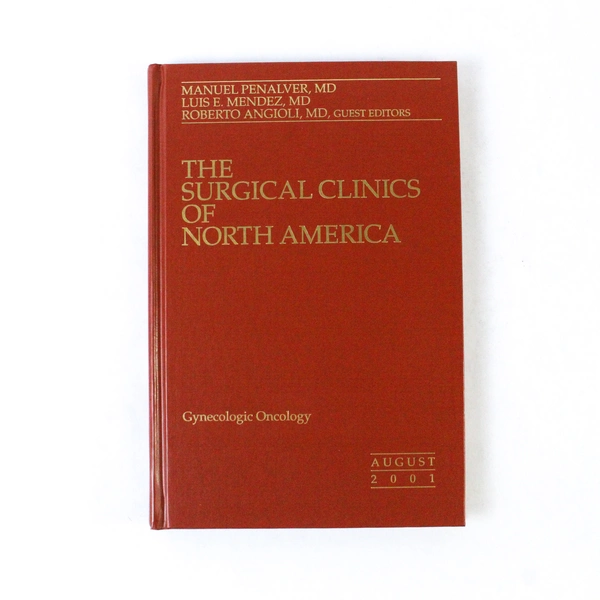 MANUEL PENALVER, MD
LUIS E. MENDEZ, MD
ROBERTO ANGIOLI, MD, GUEST EDITORS
THE
SURGICAL CLINICS
OF
NORTH AMERICA
Gynecologic Oncology
AUGUST
2001